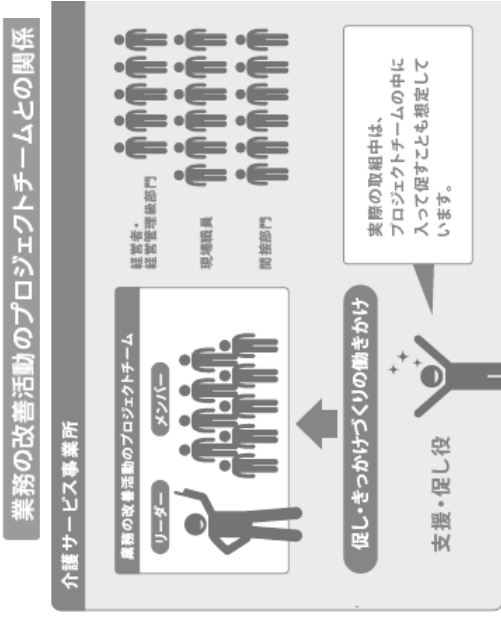 業務の改善活動のプロジェクトチームとの関係
介護サービス事業所
業務の改善活動のプロジェクトチーム
リーダー
メンバー
経営者・
経営管理級部門
現場職員
間接部門
促し・きっかけづくりの働きかけ
支援・促し役
実際の取組中は、
プロジェクトチームの中に
入って促すことも想定して
います。